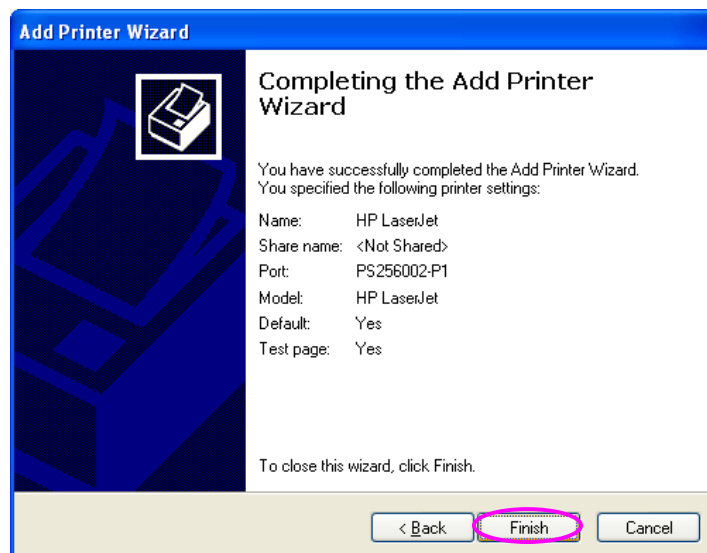 Add Printer Wizard
Completing the Add Printer
Wizard
You have successfully completed the Add Printer Wizard.
You specified the following printer settings:
Name: HP LaserJet
Share name: <Not Shared>
Port: PS256002-P1
Model: HP LaserJet
Default: Yes
Test page: Yes
To close this wizard, click Finish.
< Back Finish Cancel